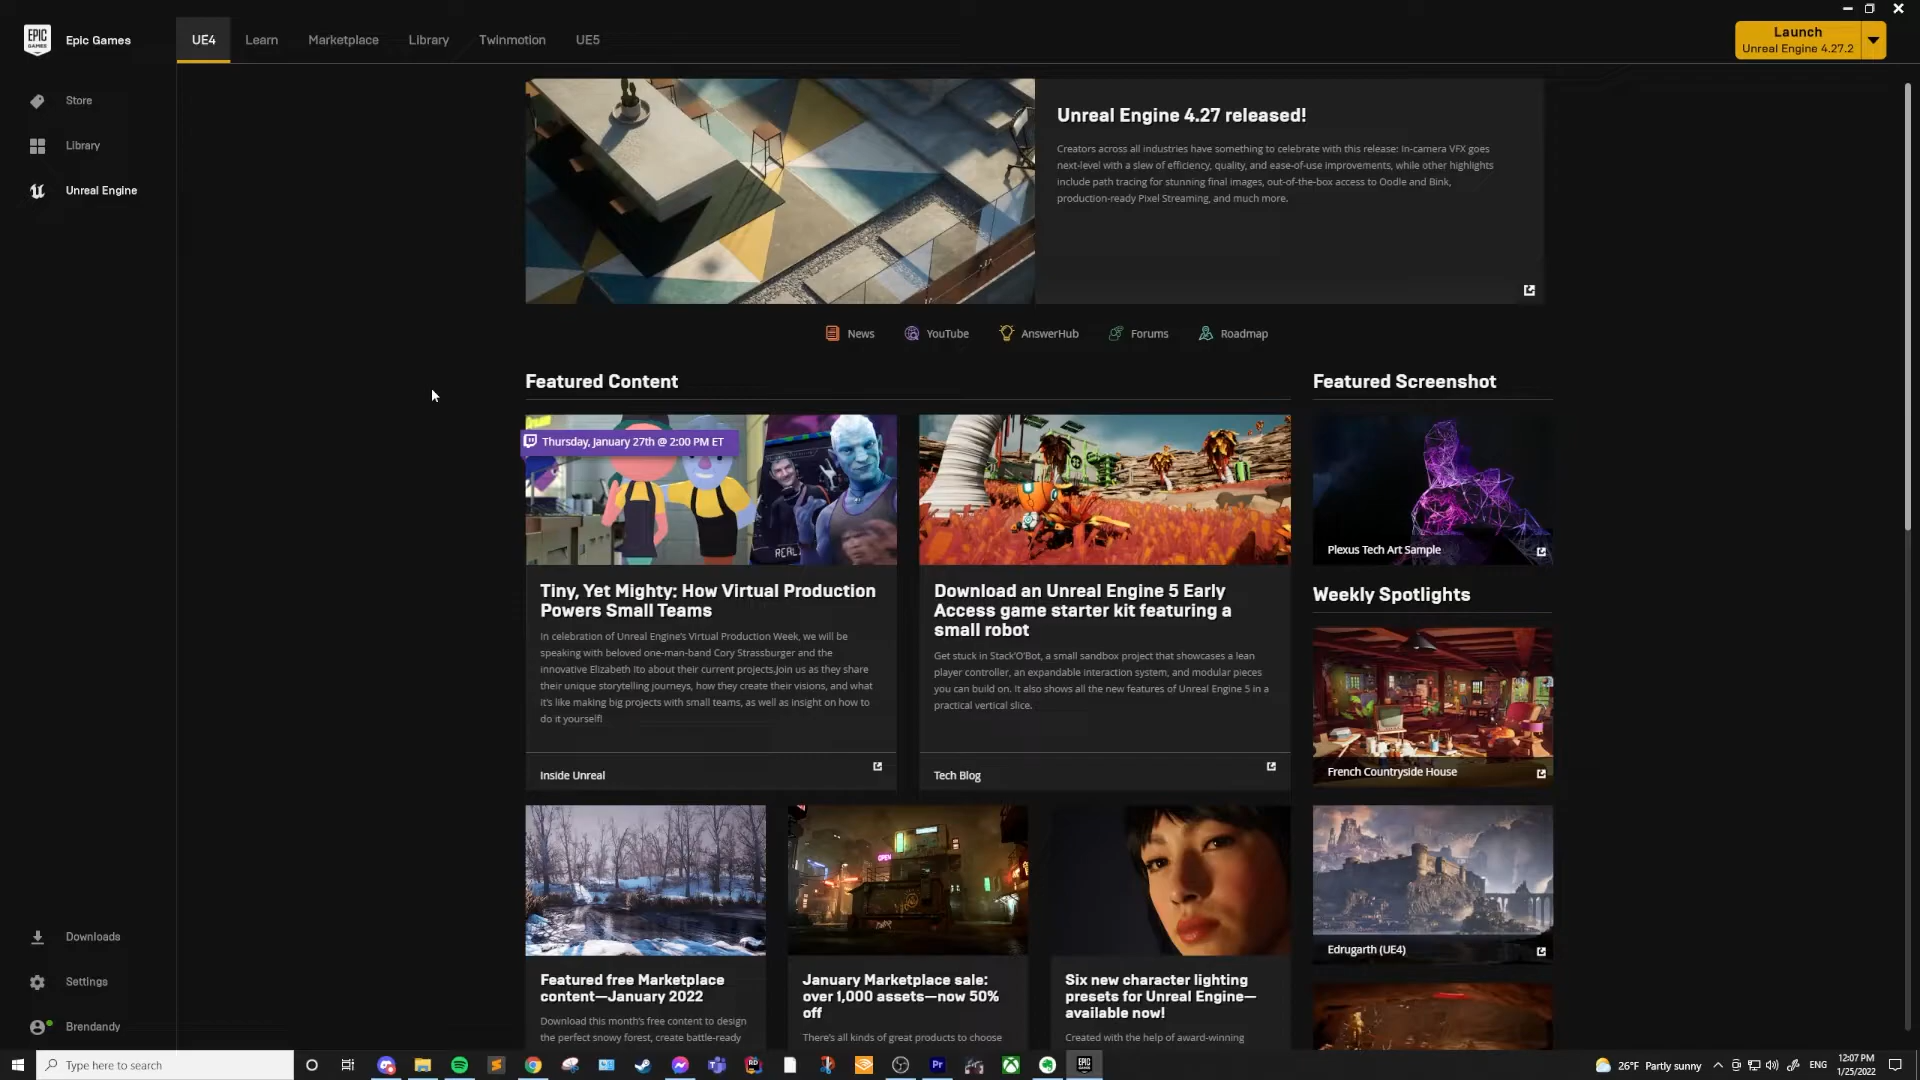 EPIC
GAMES
Epic Games
UE4
Learn
Marketplace
Library
Twinmotion
UE5
Launch
Unreal Engine 4.27.2
Store
Library
Unreal Engine
Unreal Engine 4.27 released!
Creators across all industries have something to celebrate with this release: In-camera VFX goes
next-level with a slew of efficiency, quality, and ease-of-use improvements, while other highlights
include path tracing for stunning final images, out-of-the-box access to Oodle and Bink,
production-ready Pixel Streaming, and much more.
News
YouTube
AnswerHub
Forums
Roadmap
Featured Content
Thursday, January 27th @ 2:00 PM ET
REAL
Tiny, Yet Mighty: How Virtual Production
Powers Small Teams
In celebration of Unreal Engine's Virtual Production Week, we will be
speaking with beloved one-man-band Cory Strassburger and the
innovative Elizabeth Ito about their current projects.Join us as they share
their unique storytelling journeys, how they create their visions, and what
it's like making big projects with small teams, as well as insight on how to
do it yourself!
Inside Unreal
Download an Unreal Engine 5 Early
Access game starter kit featuring a
small robot
Get stuck in Stack'O'Bot, a small sandbox project that showcases a lean
player controller, an expandable interaction system, and modular pieces
you can build on. It also shows all the new features of Unreal Engine 5 in a
practical vertical slice.
Tech Blog
Featured Screenshot
Plexus Tech Art Sample
Weekly Spotlights
French Countryside House
Edrugarth (UE4)
Featured free Marketplace
content—January 2022
Download this month's free content to design
the perfect snowy forest, create battle-ready
OPEN
January Marketplace sale:
over 1,000 assets—now 50%
off
There's all kinds of great products to choose
Six new character lighting
presets for Unreal Engine—
available now!
Created with the help of award-winning
Downloads
Settings
Brendandy
Type here to search
RD
Pr
EPIC
26°F Partly sunny
ENG
12:07 PM
1/25/2022